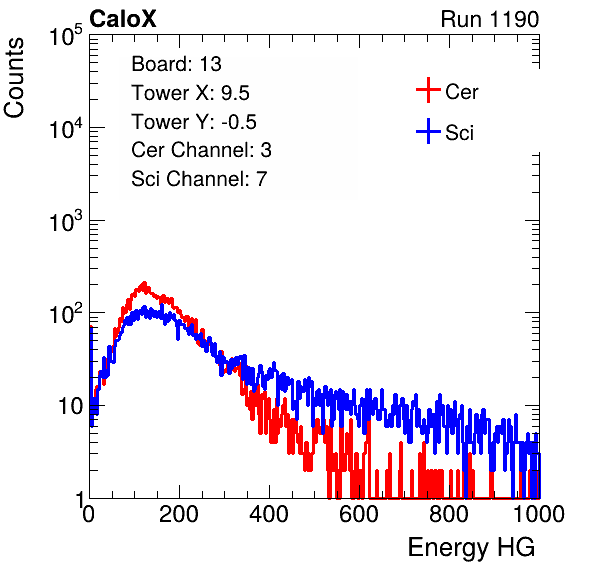 CaloX Run 1190
Counts
Board: 13
Tower X: 9.5
Tower Y: -0.5
Cer Channel: 3
Sci Channel: 7
Cer
Sci
10^5
10^4
10^3
10^2
10
1
0 200 400 600 800 1000
Energy HG